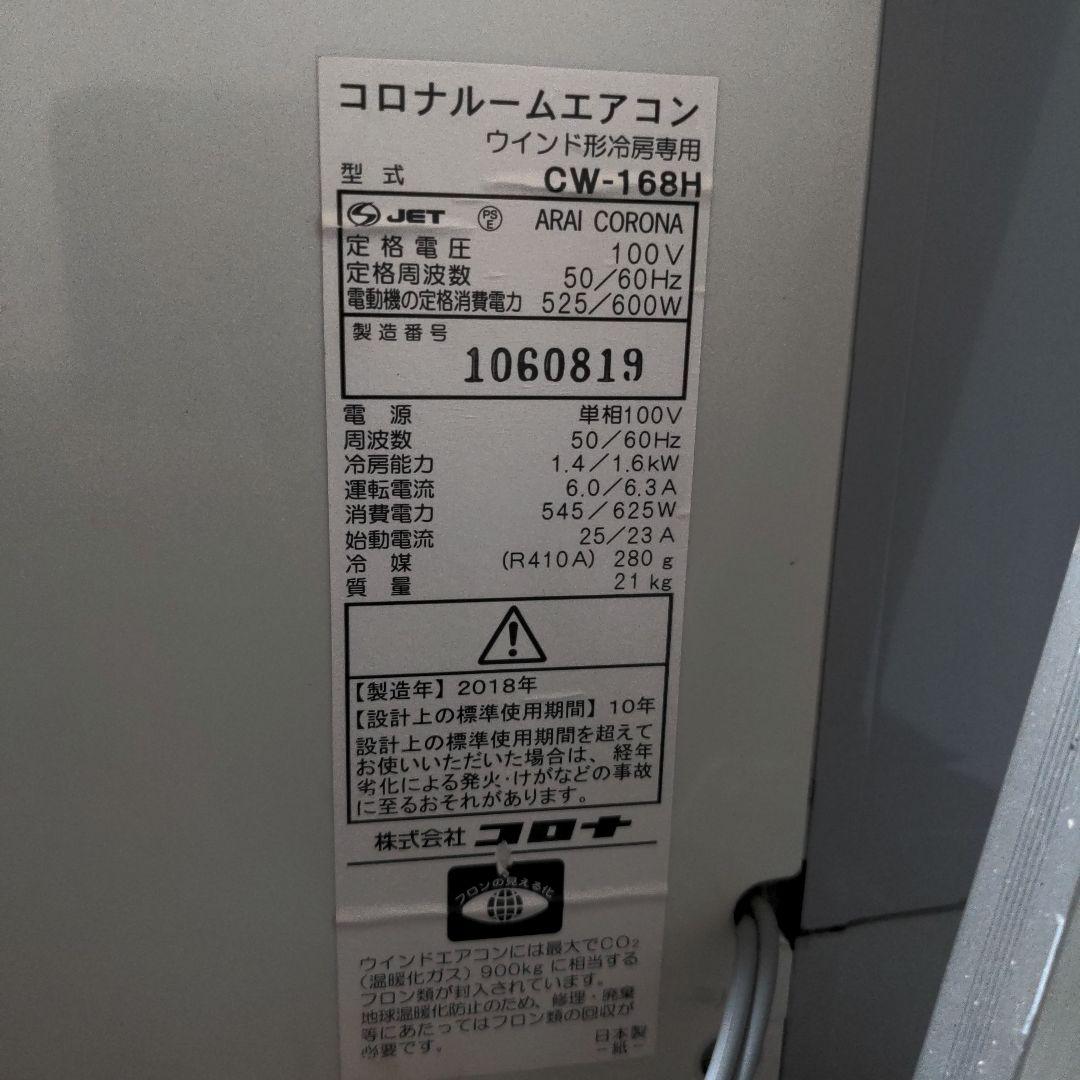 コロナルームエアコン
ウインド形冷房専用
型式 CW-168H
JET PSE ARAI CORONA
定格電圧 100V
定格周波数 50/60Hz
電動機の定格消費電力 525/600W
製造番号
1060819
電源 単相100V
周波数 50/60Hz
冷房能力 1.4/1.6kW
運転電流 6.0/6.3A
消費電力 545/625W
始動電流 25/23A
冷媒 (R410A) 280g
質量 21kg
【製造年】2018年
【設計上の標準使用期間】10年
設計上の標準使用期間を超えて
お使いいただいた場合は、経年
劣化による発火・けがなどの事故
に至るおそれがあります。
株式会社 コロナ
フロンの見える化
ウインドエアコンには最大でCO₂
(温暖化ガス) 900kgに相当する
フロン類が封入されています。
地球温暖化防止のため、修理・廃棄
等にあたってはフロン類の回収が
必要です。
日本製
-紙-